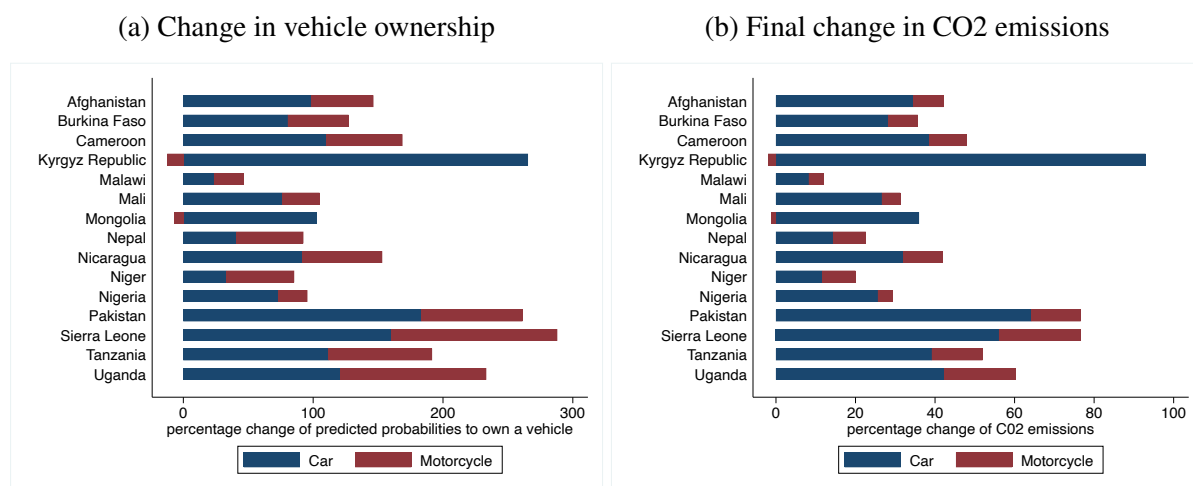 (a) Change in vehicle ownership
Afghanistan
Burkina Faso
Cameroon
Kyrgyz Republic
Malawi
Mali
Mongolia
Nepal
Nicaragua
Niger
Nigeria
Pakistan
Sierra Leone
Tanzania
Uganda
0 100 200 300
percentage change of predicted probabilities to own a vehicle
Car Motorcycle
(b) Final change in CO2 emissions
Afghanistan
Burkina Faso
Cameroon
Kyrgyz Republic
Malawi
Mali
Mongolia
Nepal
Nicaragua
Niger
Nigeria
Pakistan
Sierra Leone
Tanzania
Uganda
0 20 40 60 80 100
percentage change of C02 emissions
Car Motorcycle